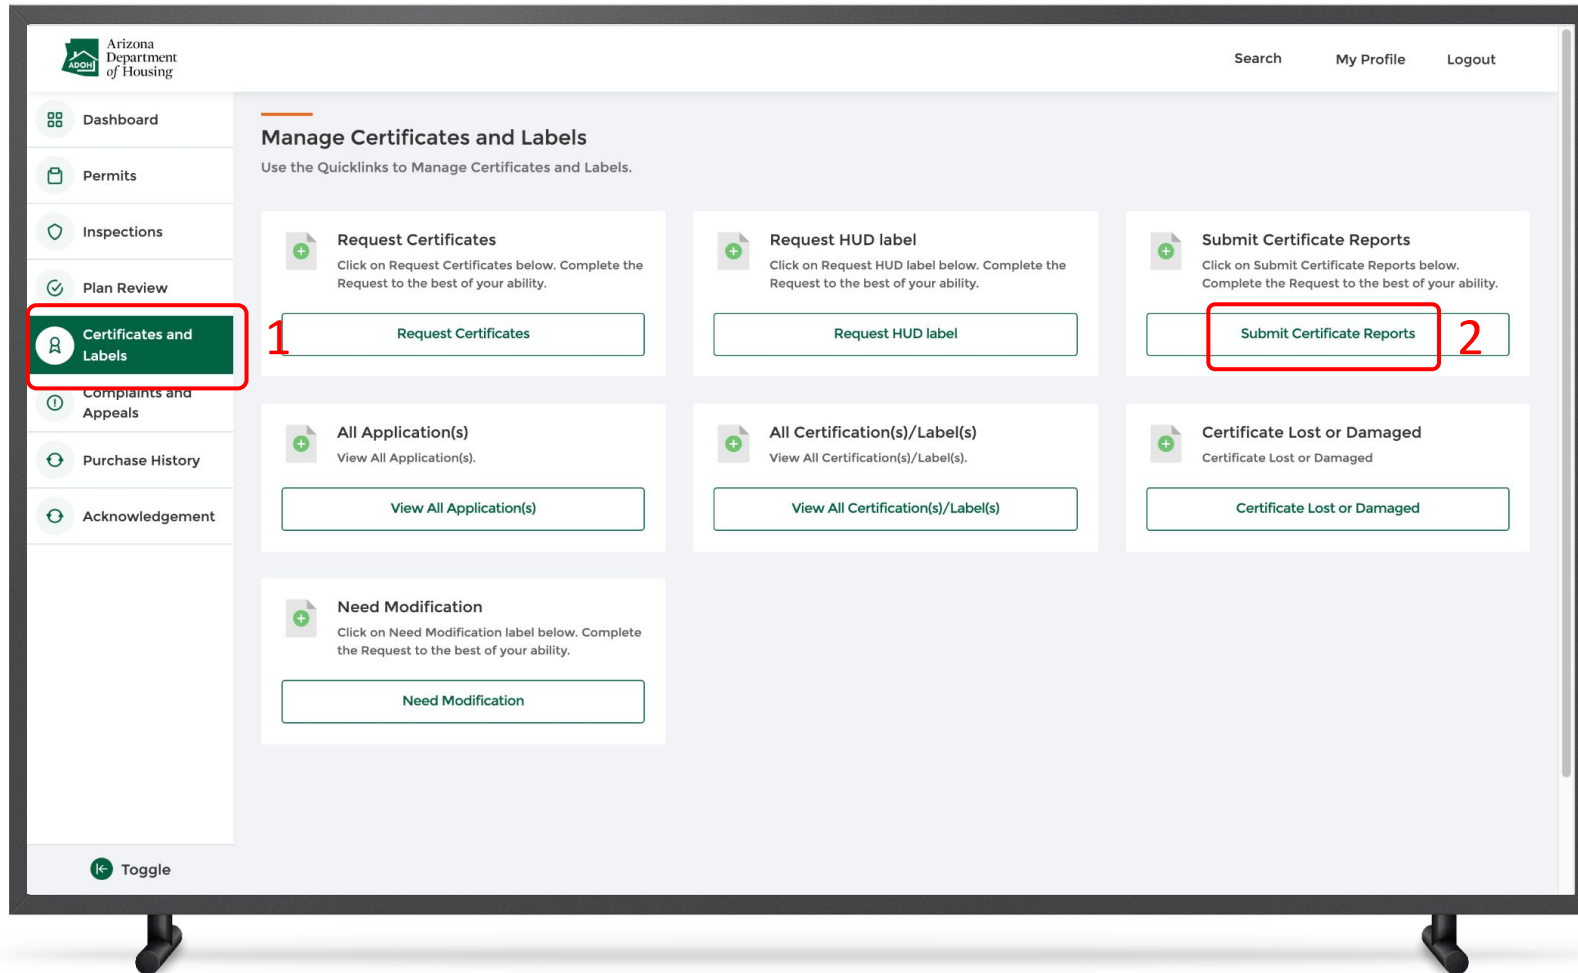 Arizona
Department
of Housing
ADOH
Search
My Profile
Logout
Dashboard
Permits
Inspections
Plan Review
Certificates and
Labels
Complaints and
Appeals
Purchase History
Acknowledgement
Toggle
1
Manage Certificates and Labels
Use the Quicklinks to Manage Certificates and Labels.
Request Certificates
Click on Request Certificates below. Complete the
Request to the best of your ability.
Request Certificates
Request HUD label
Click on Request HUD label below. Complete the
Request to the best of your ability.
Request HUD label
Submit Certificate Reports
Click on Submit Certificate Reports below.
Complete the Request to the best of your ability.
Submit Certificate Reports
2
All Application(s)
View All Application(s).
View All Application(s)
All Certification(s)/Label(s)
View All Certification(s)/Label(s).
View All Certification(s)/Label(s)
Certificate Lost or Damaged
Certificate Lost or Damaged
Certificate Lost or Damaged
Need Modification
Click on Need Modification label below. Complete
the Request to the best of your ability.
Need Modification